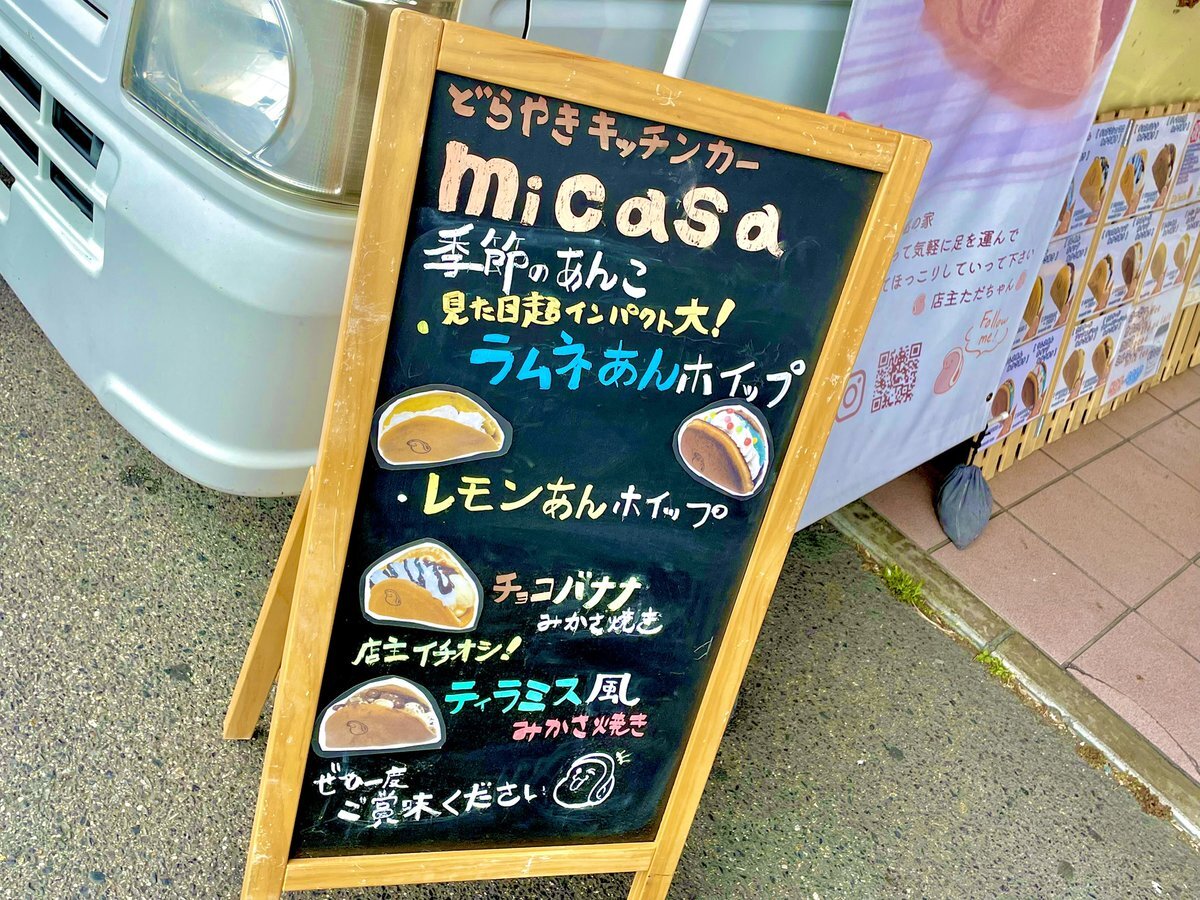 どらやきキッチンカー
micasa
季節のあんこ
見た目超インパクト大!
ラムネあんホイップ
・レモンあんホイップ
チョコバナナ
みかさ焼き
店主イチオシ!
ティラミス風
みかさ焼き
ぜひ一度
ご賞味ください
の家
って気軽に足を運んで
てほっこりしていって下さい
店主ただちゃん
Follow
me!